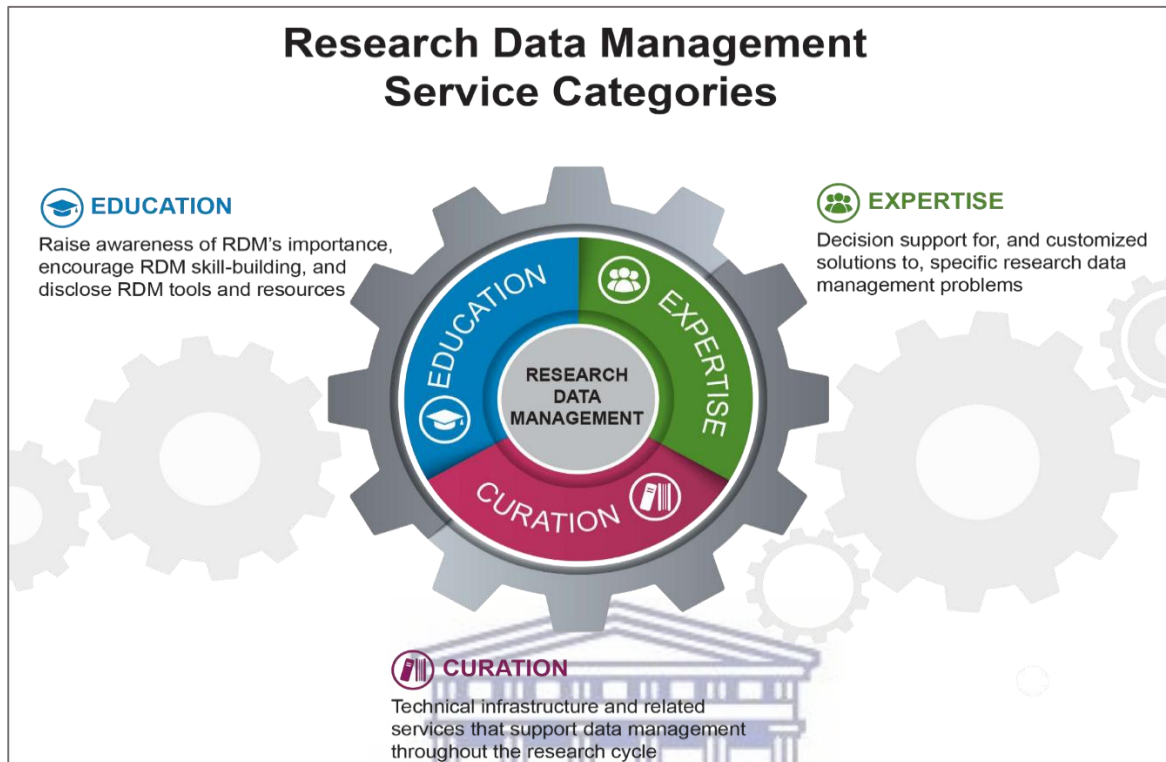 Research Data Management
Service Categories
EDUCATION
Raise awareness of RDM's importance,
encourage RDM skill-building, and
disclose RDM tools and resources
EXPERTISE
Decision support for, and customized
solutions to, specific research data
management problems
EDUCATION
EXPERTISE
RESEARCH
DATA
MANAGEMENT
CURATION
CURATION
Technical infrastructure and related
services that support data management
throughout the research cycle